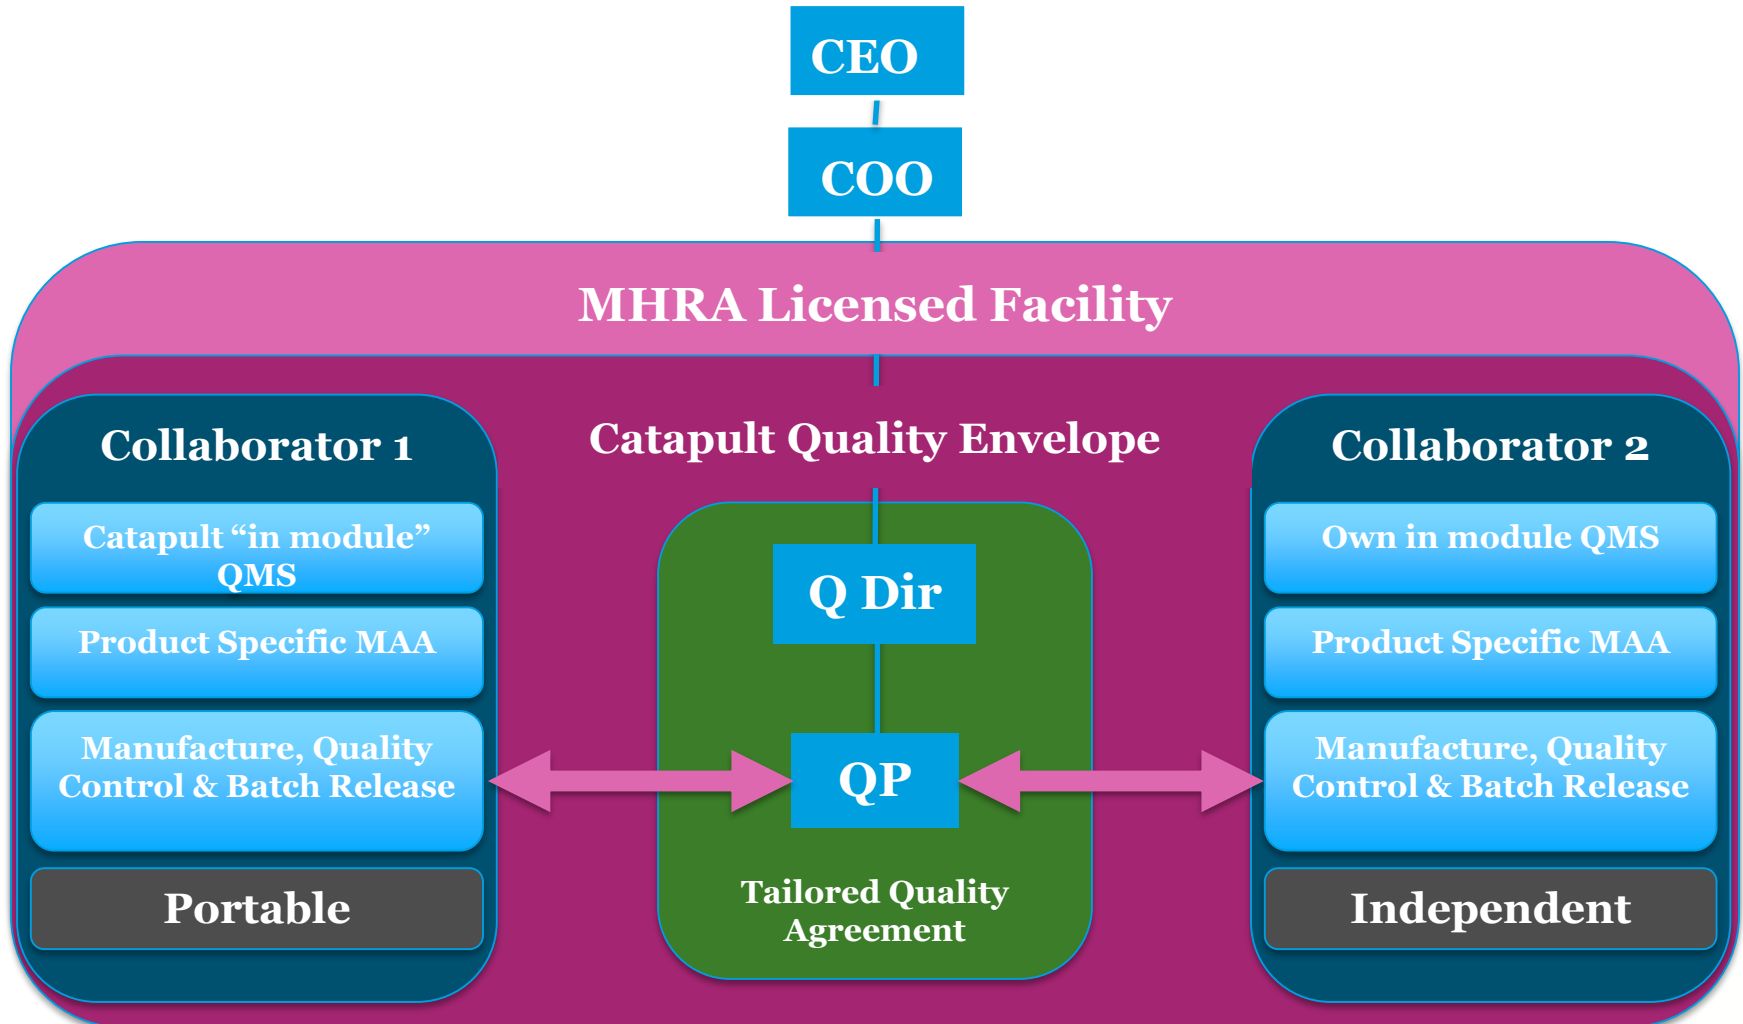 CEO
COO
MHRA Licensed Facility
Catapult Quality Envelope
Collaborator 1
Catapult “in module”
QMS
Product Specific MAA
Manufacture, Quality
Control & Batch Release
Portable
Q Dir
QP
Tailored Quality
Agreement
Collaborator 2
Own in module QMS
Product Specific MAA
Manufacture, Quality
Control & Batch Release
Independent